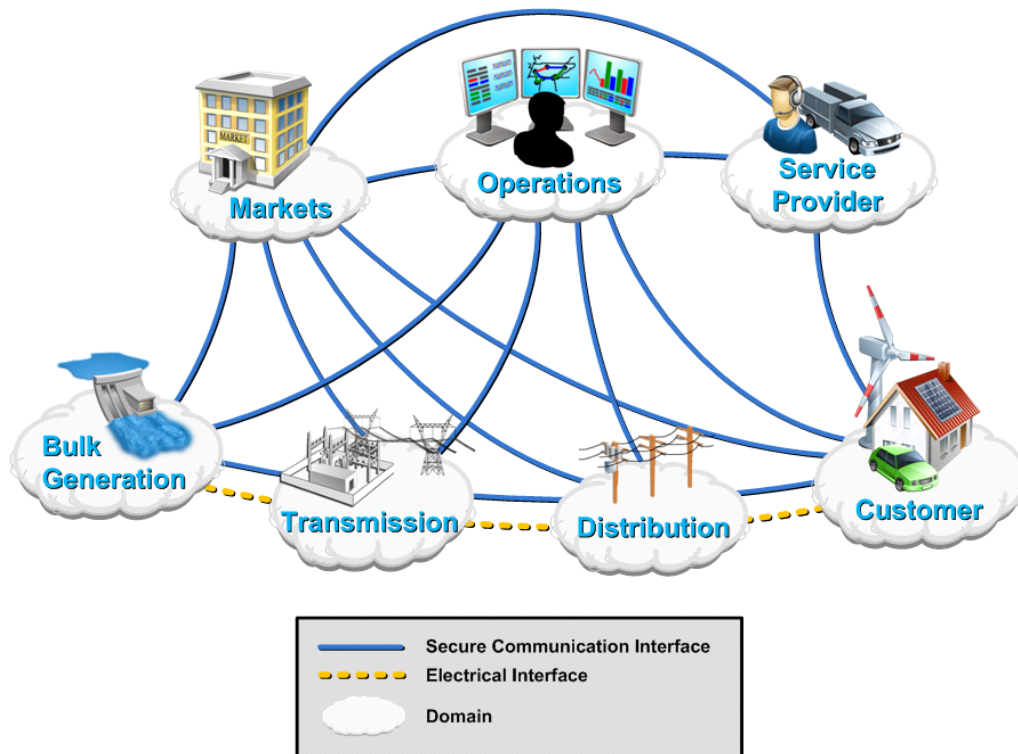 MARKET
Markets
Operations
Service
Provider
Bulk
Generation
Transmission
Distribution
Customer
Secure Communication Interface
Electrical Interface
Domain